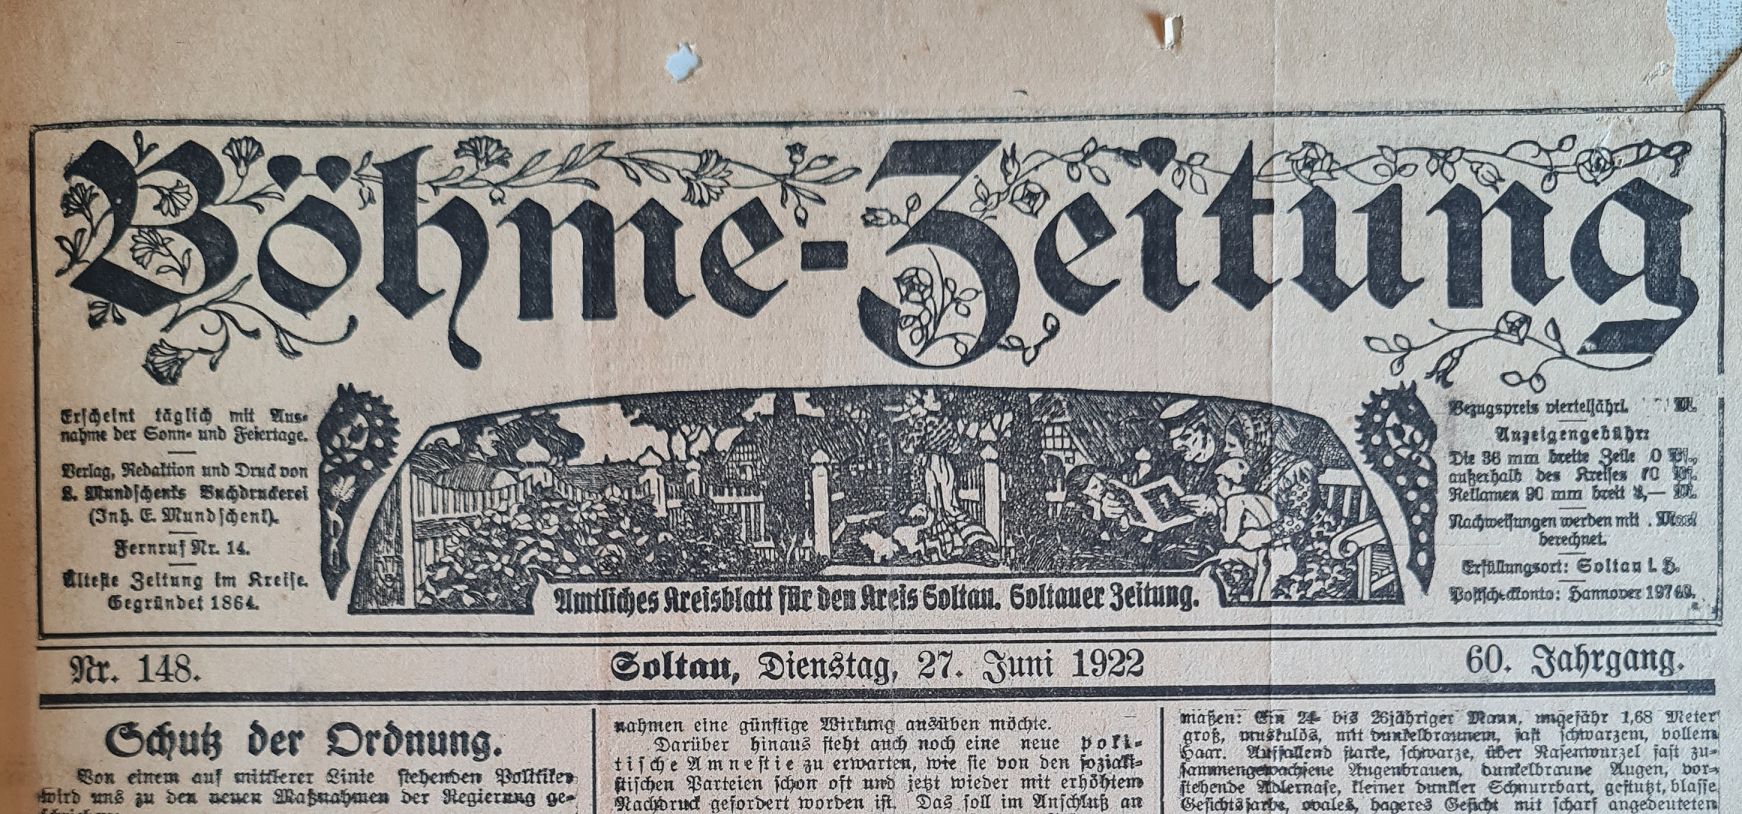 Böhme-Zeitung
Erscheint täglich mit Aus-
nahme der Sonn- und Feiertage.
Verlag, Redaktion und Druck von
Mundschenks Buchdruckerei
(Inh. E. Mundschenk).
Fernruf Nr. 14.
Älteste Zeitung im Kreise.
Gegründet 1864.
Amtliches Kreisblatt für den Kreis Soltau. Soltauer Zeitung.
Bezugspreis vierteljährl.
Anzeigengebühr:
Die 36 mm breite Zeile
außerhalb des Kreises
Reklamen 90 mm breit
Nachweisungen werden mit
berechnet.
Erfüllungsort: Soltau i. H.
Postscheckkonto: Hannover
Nr. 148.
Soltau, Dienstag, 27. Juni 1922
60. Jahrgang.
Schutz der Ordnung.
Von einem auf mittlerer Linie stehenden Politiker
wird uns zu den neuen Maßnahmen der Regierung ge-
nahmen eine günstige Wirkung ausüben möchte.
Darüber hinaus steht auch noch eine neue poli-
tische Amnestie zu erwarten, wie sie von den soziali-
stischen Parteien schon oft und jetzt wieder mit erhöhtem
Nachdruck gefordert worden ist. Das soll im Anschluß an
maßen: Ein 24- bis 26jähriger Mann, ungefähr 1,68 Meter
groß, muskulös, mit dunkelbraunem, fast schwarzem, vollem
Haar. Auffallend starke, schwarze, über Nasenwurzel fast zu-
sammengewachsene Augenbrauen, dunkelbraune Augen, vor-
stehende Adlernase, kleiner dunkler Schnurrbart, gestutzt, blasse
Gesichtsfarbe, ovales, hageres Gesicht mit scharf angedeuteten